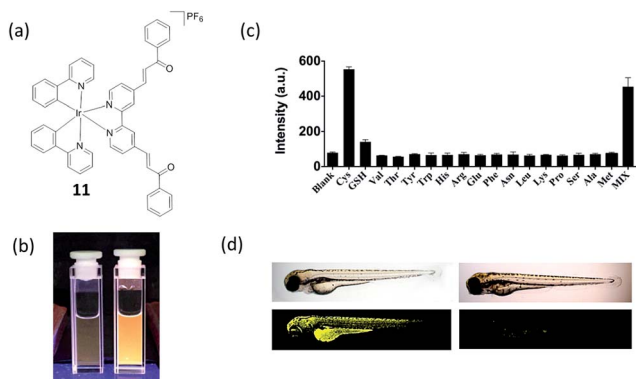 (a)
PF6
O
N
N
Ir
N
N
O
11
(b)
(c)
Intensity (a.u.)
600
400
200
0
Blank
Cys
GSH
Val
Thr
Tyr
Trp
His
Arg
Glu
Phe
Asn
Leu
Lys
Pro
Ser
Ala
Met
MIX
(d)